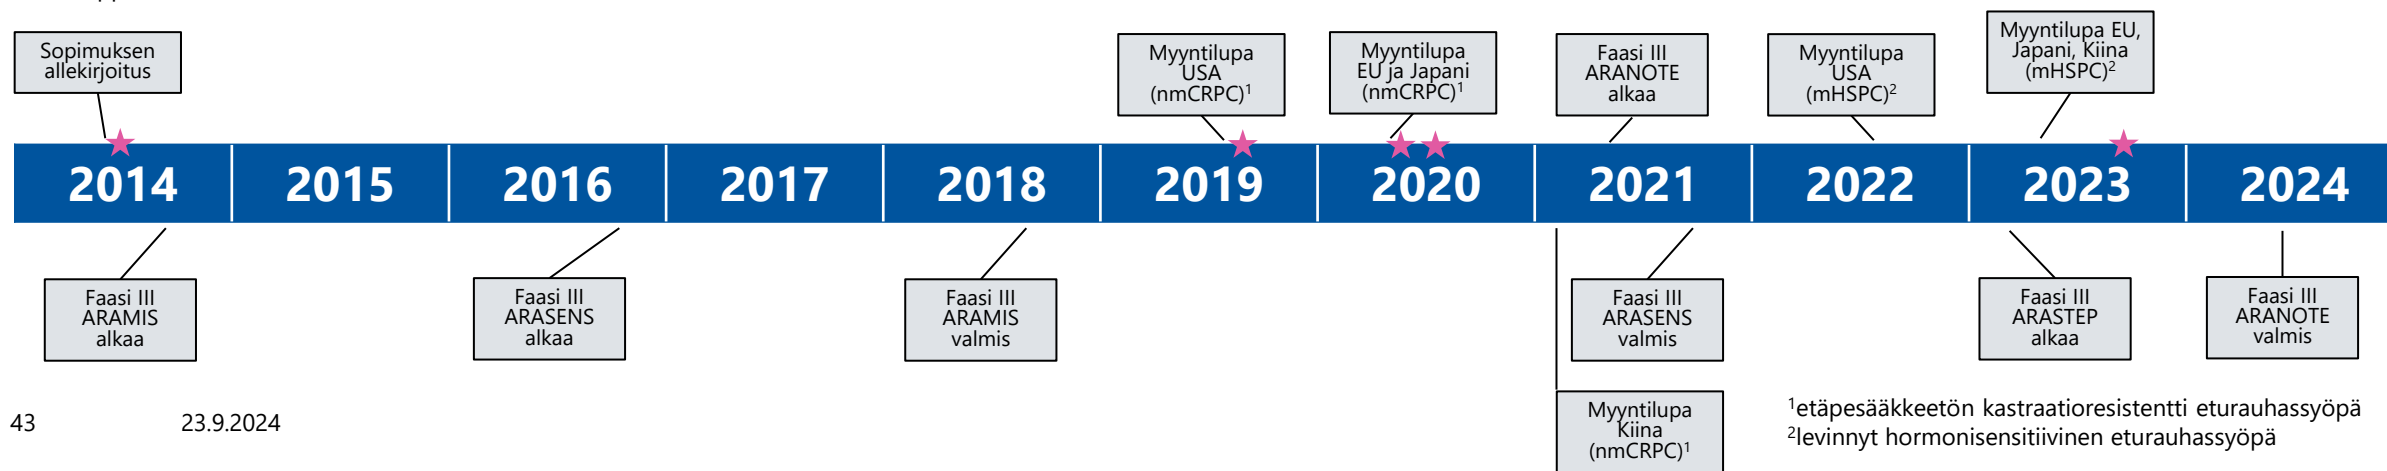 Sopimuksen
allekirjoitus
Myyntilupa
USA
(nmCRPC)¹
Myyntilupa
EU ja Japani
(nmCRPC)¹
Faasi III
ARANOTE
alkaa
Myyntilupa
USA
(mHSPC)²
Myyntilupa EU,
Japani, Kiina
(mHSPC)²
2014 2015 2016 2017 2018 2019 2020 2021 2022 2023 2024
Faasi III
ARAMIS
alkaa
Faasi III
ARASENS
alkaa
Faasi III
ARAMIS
valmis
Faasi III
ARASENS
valmis
Faasi III
ARASTEP
alkaa
Faasi III
ARANOTE
valmis
Myyntilupa
Kiina
(nmCRPC)¹
¹etäpesääkkeetön kastraatioresistentti eturauhassyöpä
²levinnyt hormonisensitiivinen eturauhassyöpä
43 23.9.2024